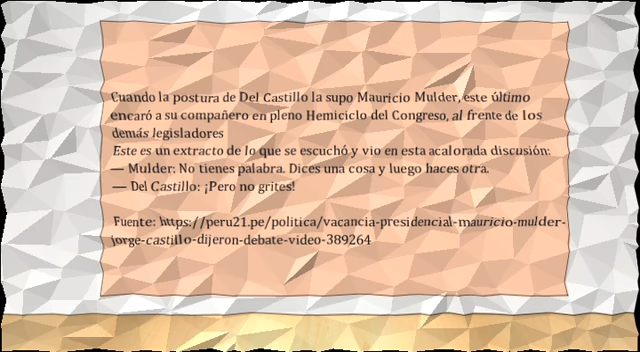 Cuando la postura de Del Castillo la supo Mauricio Mulder, este último
encaró a su compañero en pleno Hemiciclo del Congreso, al frente de los
demás legisladores
Este es un extracto de lo que se escuchó y vio en esta acalorada discusión:
— Mulder: No tienes palabra. Dices una cosa y luego haces otra.
— Del Castillo: ¡Pero no grites!
Fuente: https://peru21.pe/politica/vacancia-presidencial-mauricio-mulder-
jorge-castillo-dijeron-debate-video-389264